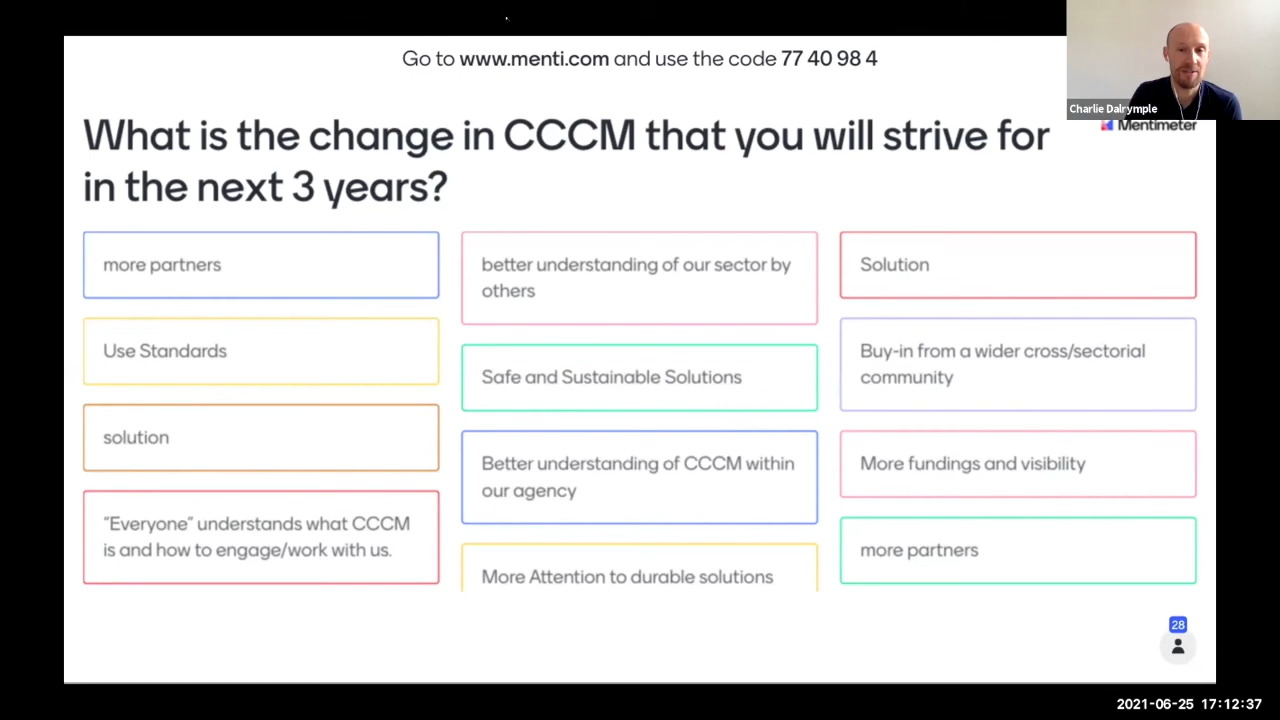 Go to www.menti.com and use the code 77 40 98 4
Charlie Dalrymple
Mentimeter
What is the change in CCCM that you will strive for
in the next 3 years?
more partners
Use Standards
solution
“Everyone” understands what CCCM
is and how to engage/work with us.
better understanding of our sector by
others
Safe and Sustainable Solutions
Better understanding of CCCM within
our agency
More Attention to durable solutions
Solution
Buy-in from a wider cross/sectorial
community
More fundings and visibility
more partners
28
2021-06-25 17:12:37